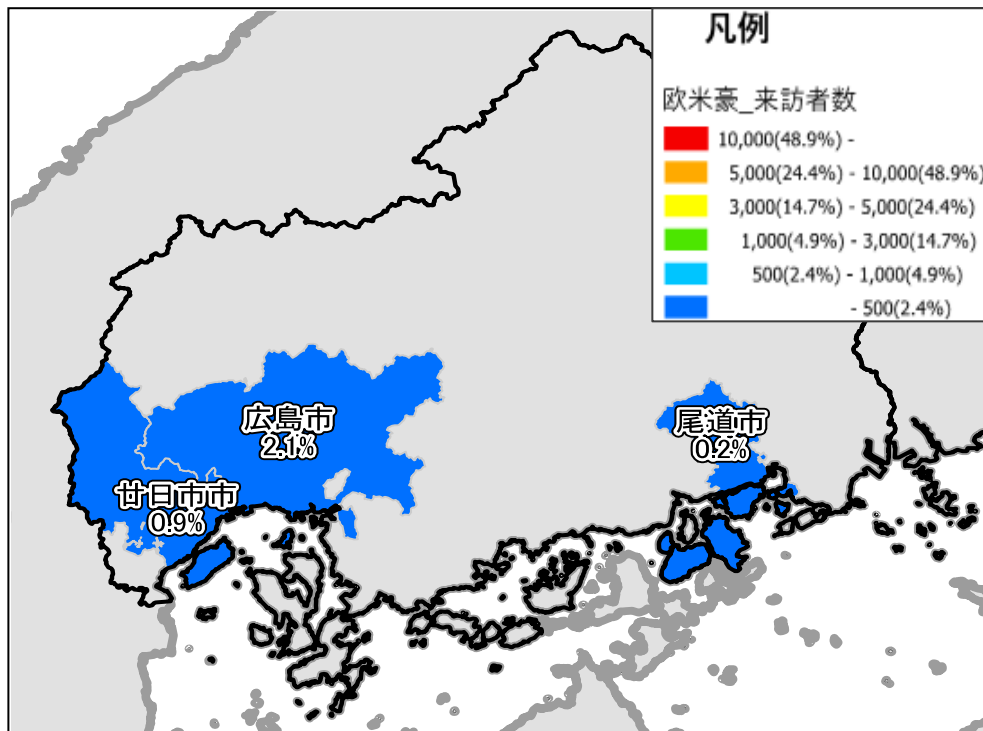 凡例
欧米豪_来訪者数
10,000(48.9%) -
5,000(24.4%) - 10,000(48.9%)
3,000(14.7%) - 5,000(24.4%)
1,000(4.9%) - 3,000(14.7%)
500(2.4%) - 1,000(4.9%)
- 500(2.4%)
広島市
2.1%
尾道市
0.2%
廿日市市
0.9%